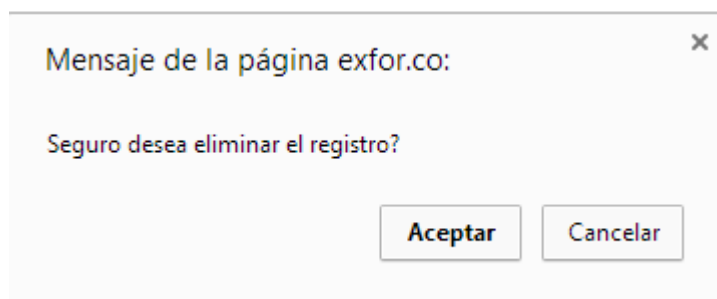 Mensaje de la página exfor.co:
Seguro desea eliminar el registro?
Aceptar Cancelar